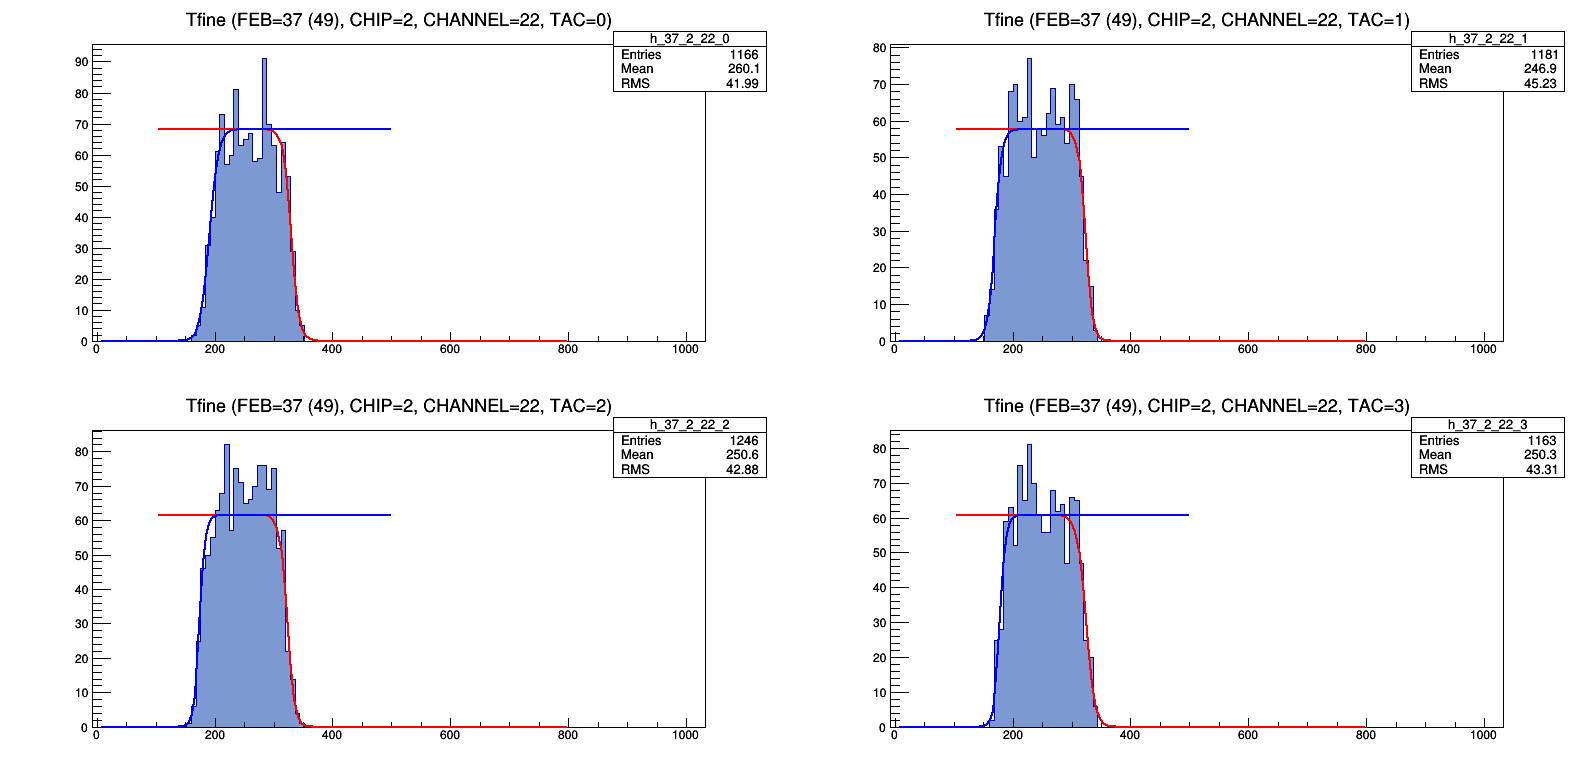 Tfine (FEB=37 (49), CHIP=2, CHANNEL=22, TAC=0)
h_37_2_22_0
Entries 1166
Mean 260.1
RMS 41.99
90
80
70
60
50
40
30
20
10
0
0 200 400 600 800 1000
Tfine (FEB=37 (49), CHIP=2, CHANNEL=22, TAC=1)
h_37_2_22_1
Entries 1181
Mean 246.9
RMS 45.23
80
70
60
50
40
30
20
10
0
0 200 400 600 800 1000
Tfine (FEB=37 (49), CHIP=2, CHANNEL=22, TAC=2)
h_37_2_22_2
Entries 1246
Mean 250.6
RMS 42.88
80
70
60
50
40
30
20
10
0
0 200 400 600 800 1000
Tfine (FEB=37 (49), CHIP=2, CHANNEL=22, TAC=3)
h_37_2_22_3
Entries 1163
Mean 250.3
RMS 43.31
80
70
60
50
40
30
20
10
0
0 200 400 600 800 1000